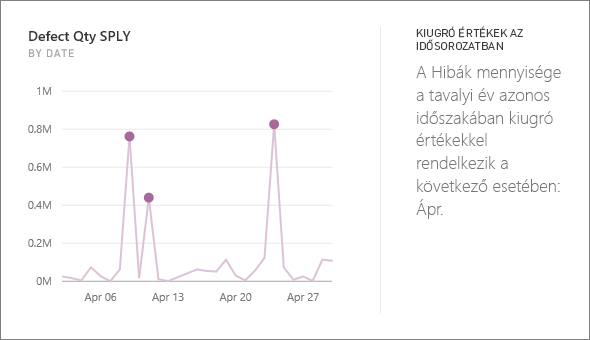 Defect Qty SPLY
BY DATE
1M
0.8M
0.6M
0.4M
0.2M
0M
Apr 06
Apr 13
Apr 20
Apr 27
KIUGRÓ ÉRTÉKEK AZ
IDŐSOROZATBAN
A Hibák mennyisége
a tavalyi év azonos
időszakában kiugró
értékekkel
rendelkezik a
következő esetében:
Ápr.